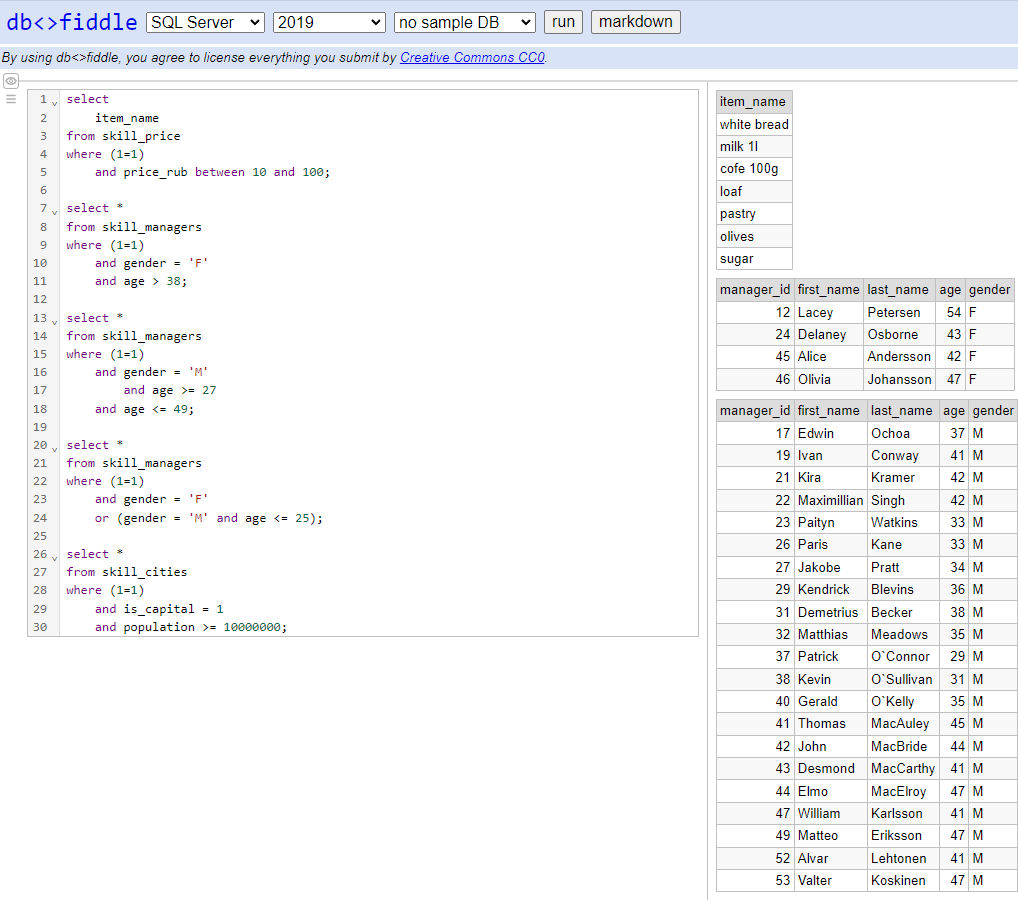 db<>fiddle SQL Server 2019 no sample DB run markdown
By using db<>fiddle, you agree to license everything you submit by Creative Commons CC0.
1 select
2     item_name
3 from skill_price
4 where (1=1)
5     and price_rub between 10 and 100;
6
7 select *
8 from skill_managers
9 where (1=1)
10     and gender = 'F'
11     and age > 38;
12
13 select *
14 from skill_managers
15 where (1=1)
16     and gender = 'M'
17         and age >= 27
18     and age <= 49;
19
20 select *
21 from skill_managers
22 where (1=1)
23     and gender = 'F'
24     or (gender = 'M' and age <= 25);
25
26 select *
27 from skill_cities
28 where (1=1)
29     and is_capital = 1
30     and population >= 10000000;
item_name
white bread
milk 1l
cofe 100g
loaf
pastry
olives
sugar
manager_id first_name last_name age gender
12 Lacey Petersen 54 F
24 Delaney Osborne 43 F
45 Alice Andersson 42 F
46 Olivia Johansson 47 F
manager_id first_name last_name age gender
17 Edwin Ochoa 37 M
19 Ivan Conway 41 M
21 Kira Kramer 42 M
22 Maximillian Singh 42 M
23 Paityn Watkins 33 M
26 Paris Kane 33 M
27 Jakobe Pratt 34 M
29 Kendrick Blevins 36 M
31 Demetrius Becker 38 M
32 Matthias Meadows 35 M
37 Patrick O`Connor 29 M
38 Kevin O`Sullivan 31 M
40 Gerald O`Kelly 35 M
41 Thomas MacAuley 45 M
42 John MacBride 44 M
43 Desmond MacCarthy 41 M
44 Elmo MacElroy 47 M
47 William Karlsson 41 M
49 Matteo Eriksson 47 M
52 Alvar Lehtonen 41 M
53 Valter Koskinen 47 M